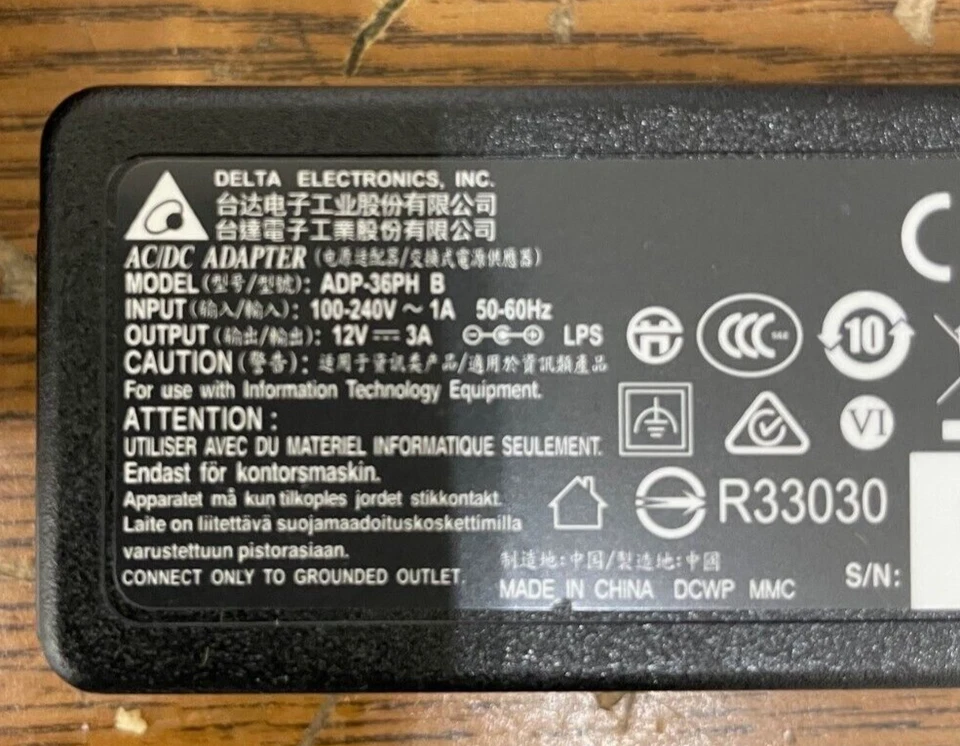 DELTA ELECTRONICS, INC.
台达电子工业股份有限公司
台達電子工業股份有限公司
AC/DC ADAPTER (电源适配器/交换式電源供應器)
MODEL (型号/型號): ADP-36PH B
INPUT (输入/輸入): 100-240V ~ 1A 50-60Hz
OUTPUT (输出/輸出): 12V ⎓ 3A LPS
CAUTION (警告): 适用于资讯类产品/適用於資訊類產品
For use with Information Technology Equipment.
ATTENTION :
UTILISER AVEC DU MATERIEL INFORMATIQUE SEULEMENT.
Endast för kontorsmaskin.
Apparatet må kun tilkoples jordet stikkontakt.
Laite on liitettävä suojamaadoituskoskettimilla
varustettuun pistorasiaan.
CONNECT ONLY TO GROUNDED OUTLET.
CCC
10
VI
R33030
制造地:中国/製造地:中國
MADE IN CHINA DCWP MMC
S/N: